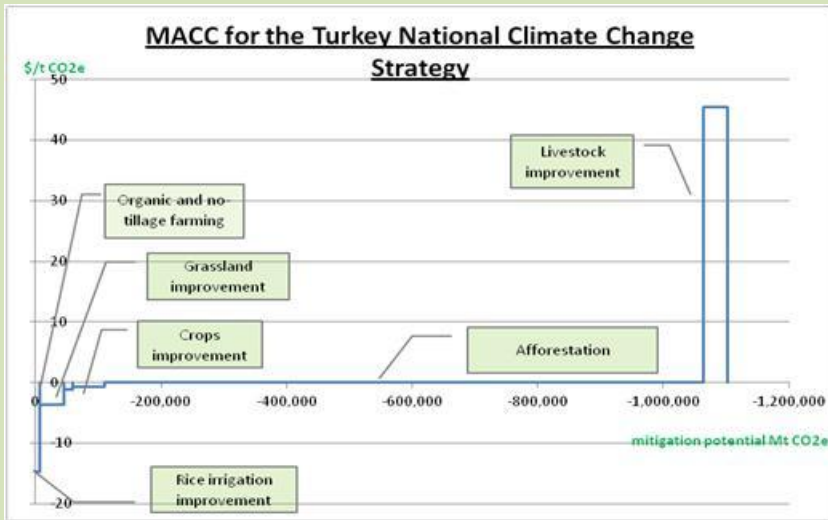 MACC for the Turkey National Climate Change
Strategy
$/t CO2e
50
40
Livestock
improvement
30
Organic and no-
tillage farming
20
Grassland
improvement
10
Crops
improvement
Afforestation
0
0 -200,000 -400,000 -600,000 -800,000 -1,000,000 -1,200,000
-10
mitigation potential Mt CO2e
Rice irrigation
improvement
-20